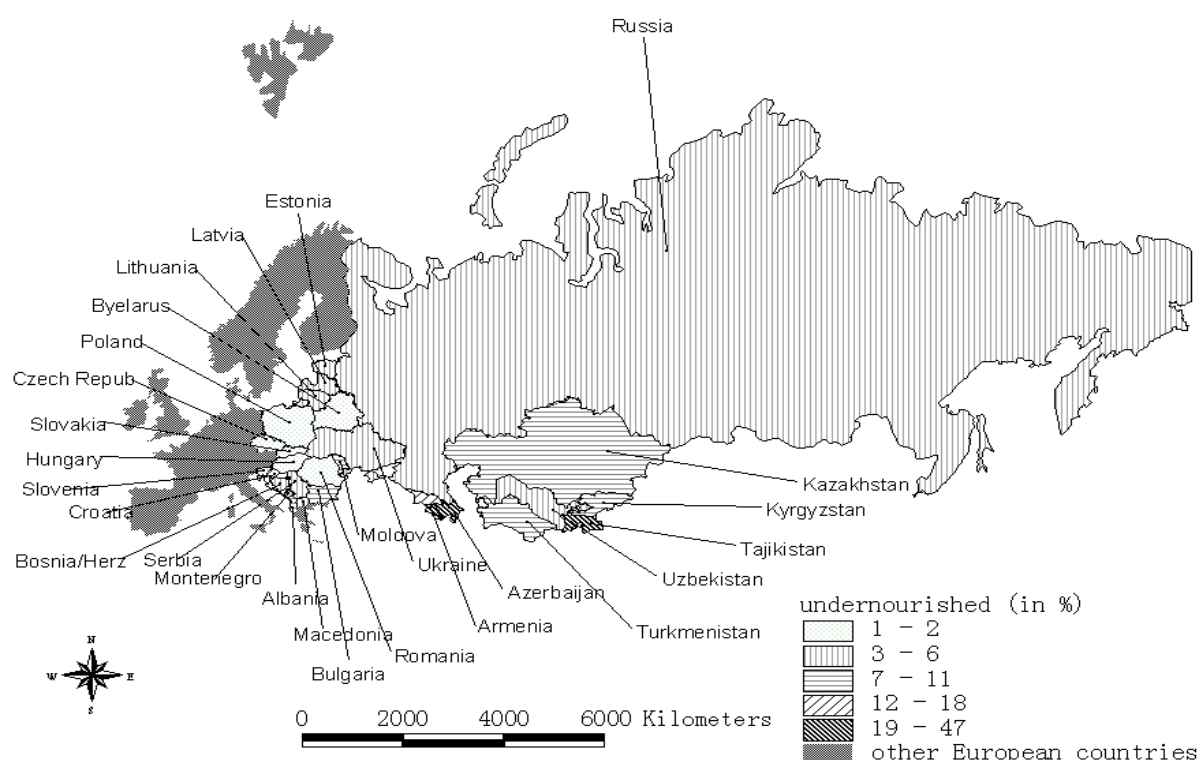 Russia
Estonia
Latvia
Lithuania
Byelarus
Poland
Czech Repub
Slovakia
Hungary
Slovenia
Croatia
Bosnia/Herz
Serbia
Montenegro
Albania
Macedonia
Bulgaria
Romania
Moldova
Ukraine
Azerbaijan
Armenia
Kazakhstan
Kyrgyzstan
Tajikistan
Uzbekistan
Turkmenistan
undernourished (in %)
1 - 2
3 - 6
7 - 11
12 - 18
19 - 47
other European countries
N
W E
S
0 2000 4000 6000 Kilometers